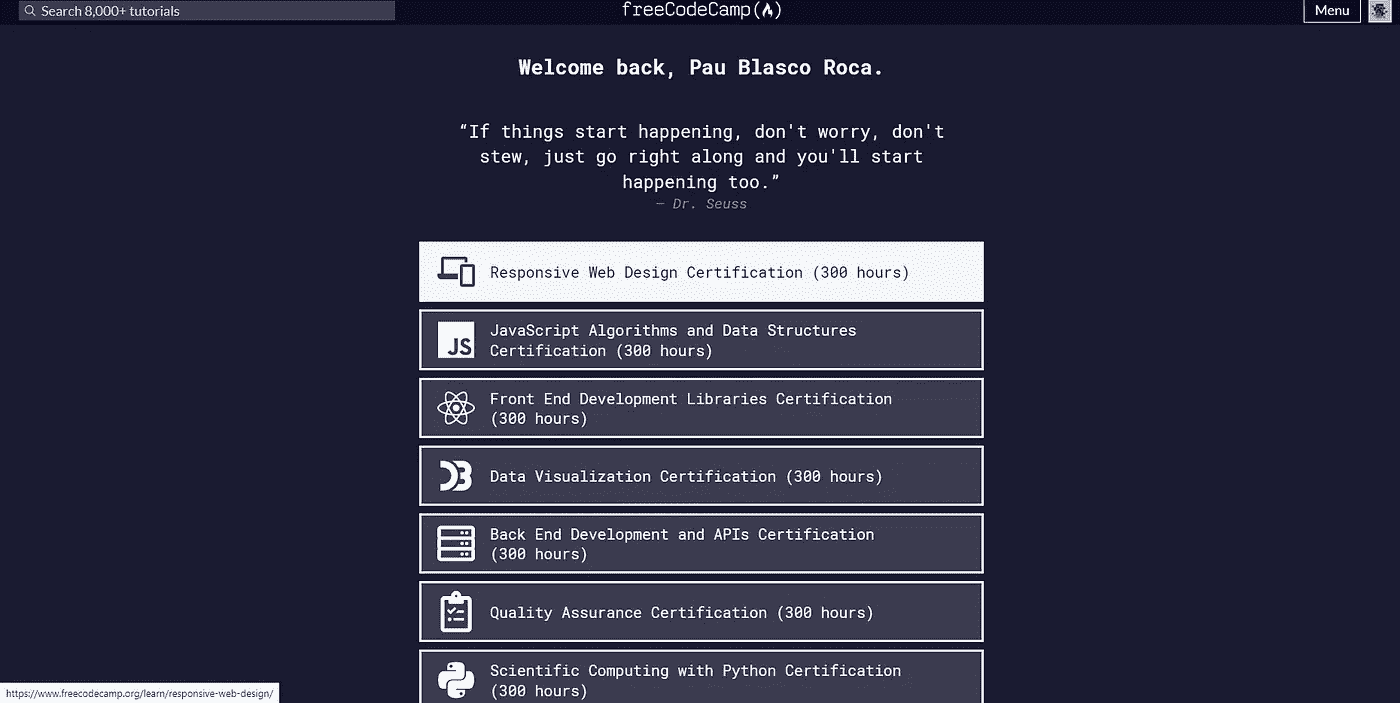 Search 8,000+ tutorials
freeCodeCamp(🔥)
Menu
Welcome back, Pau Blasco Roca.
“If things start happening, don't worry, don't
stew, just go right along and you'll start
happening too.”
— Dr. Seuss
Responsive Web Design Certification (300 hours)
JS
JavaScript Algorithms and Data Structures
Certification (300 hours)
Front End Development Libraries Certification
(300 hours)
Data Visualization Certification (300 hours)
Back End Development and APIs Certification
(300 hours)
Quality Assurance Certification (300 hours)
Scientific Computing with Python Certification
(300 hours)
https://www.freecodecamp.org/learn/responsive-web-design/